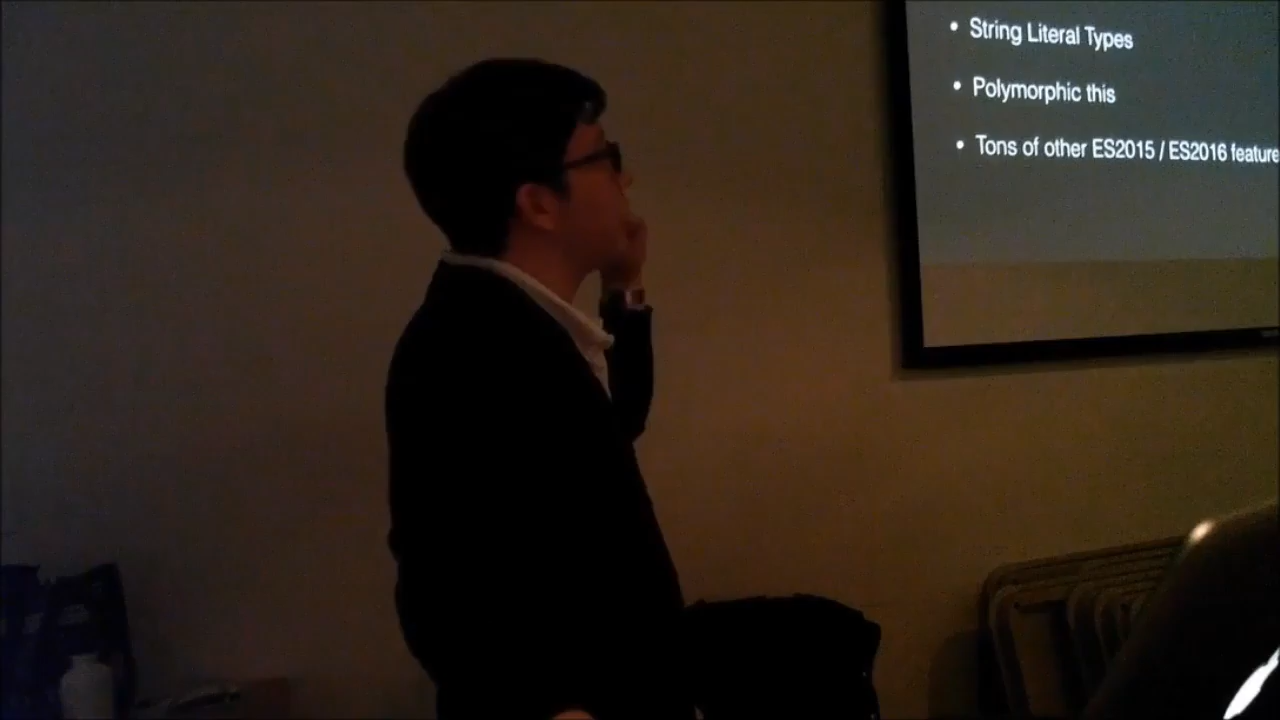 • String Literal Types
• Polymorphic this
• Tons of other ES2015 / ES2016 feature